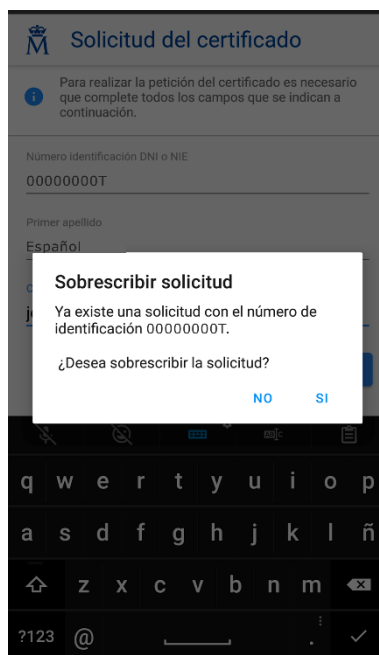 Solicitud del certificado
Para realizar la petición del certificado es necesario
que complete todos los campos que se indican a
continuación.
Número identificación DNI o NIE
00000000T
Primer apellido
Español
Sobrescribir solicitud
Ya existe una solicitud con el número de
identificación 00000000T.
¿Desea sobrescribir la solicitud?
NO SI
q w e r t y u i o p
a s d f g h j k l ñ
z x c v b n m
?123 @ .